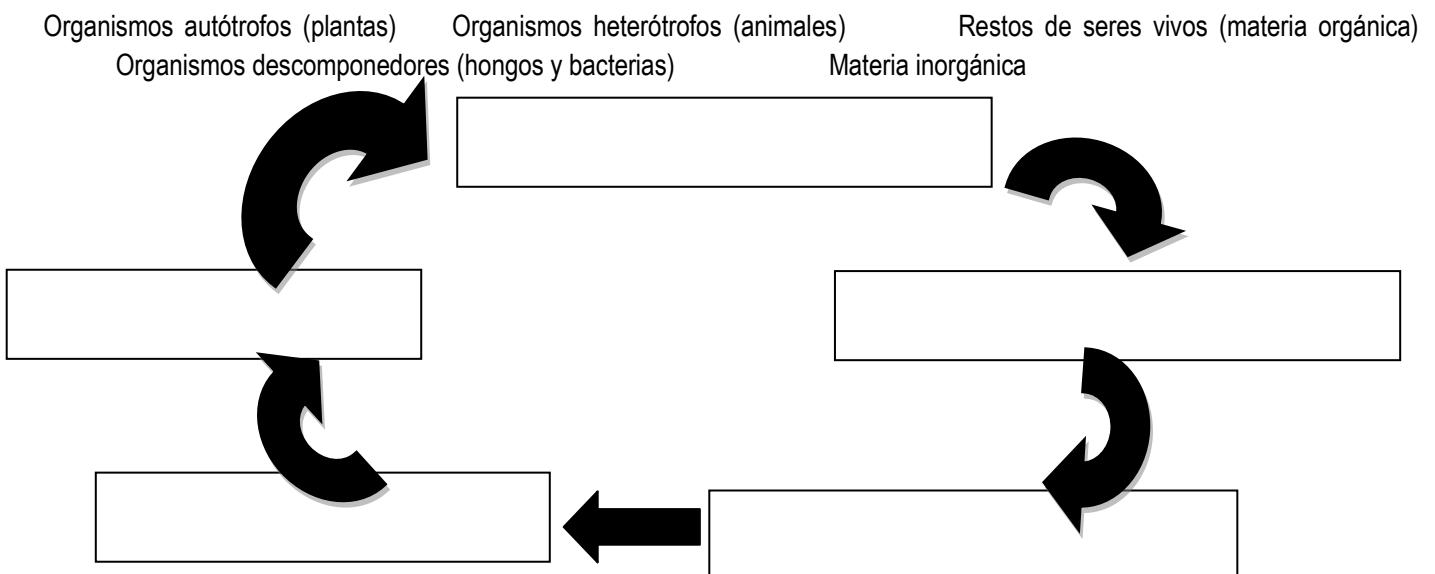 Organismos autótrofos (plantas) Organismos heterótrofos (animales) Restos de seres vivos (materia orgánica)
Organismos descomponedores (hongos y bacterias) Materia inorgánica